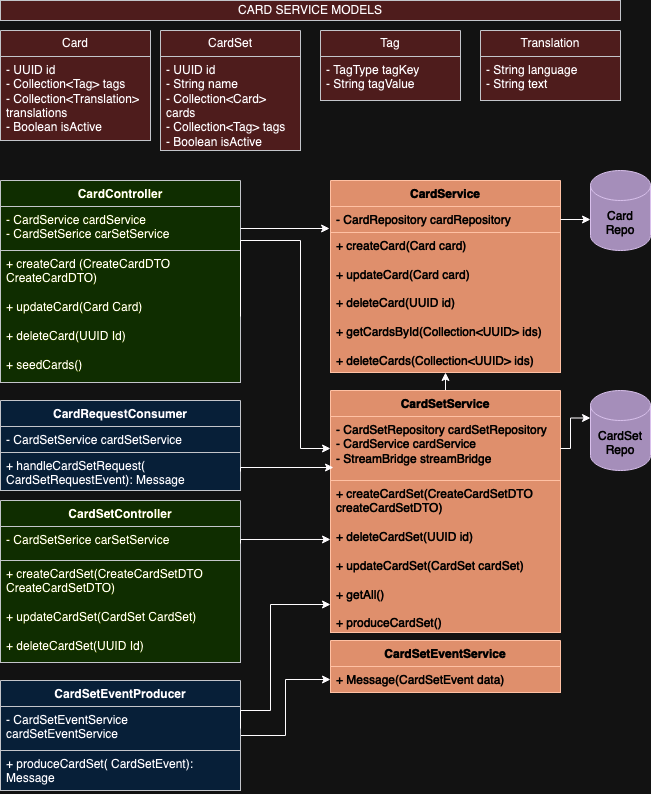 CARD SERVICE MODELS
Card
- UUID id
- Collection<Tag> tags
- Collection<Translation>
translations
- Boolean isActive
CardSet
- UUID id
- String name
- Collection<Card>
cards
- Collection<Tag> tags
- Boolean isActive
Tag
- TagType tagKey
- String tagValue
Translation
- String language
- String text
CardController
- CardService cardService
- CardSetSerice carSetService
+ createCard (CreateCardDTO
CreateCardDTO)
+ updateCard(Card Card)
+ deleteCard(UUID Id)
+ seedCards()
CardService
- CardRepository cardRepository
+ createCard(Card card)
+ updateCard(Card card)
+ deleteCard(UUID id)
+ getCardsById(Collection<UUID> ids)
+ deleteCards(Collection<UUID> ids)
Card
Repo
CardRequestConsumer
- CardSetService cardSetService
+ handleCardSetRequest(
CardSetRequestEvent): Message
CardSetService
- CardSetRepository cardSetRepository
- CardService cardService
- StreamBridge streamBridge
+ createCardSet(CreateCardSetDTO
createCardSetDTO)
+ deleteCardSet(UUID id)
+ updateCardSet(CardSet cardSet)
+ getAll()
+ produceCardSet()
CardSet
Repo
CardSetController
- CardSetSerice carSetService
+ createCardSet(CreateCardSetDTO
CreateCardSetDTO)
+ updateCardSet(CardSet CardSet)
+ deleteCardSet(UUID Id)
CardSetEventService
+ Message(CardSetEvent data)
CardSetEventProducer
- CardSetEventService
cardSetEventService
+ produceCardSet( CardSetEvent):
Message